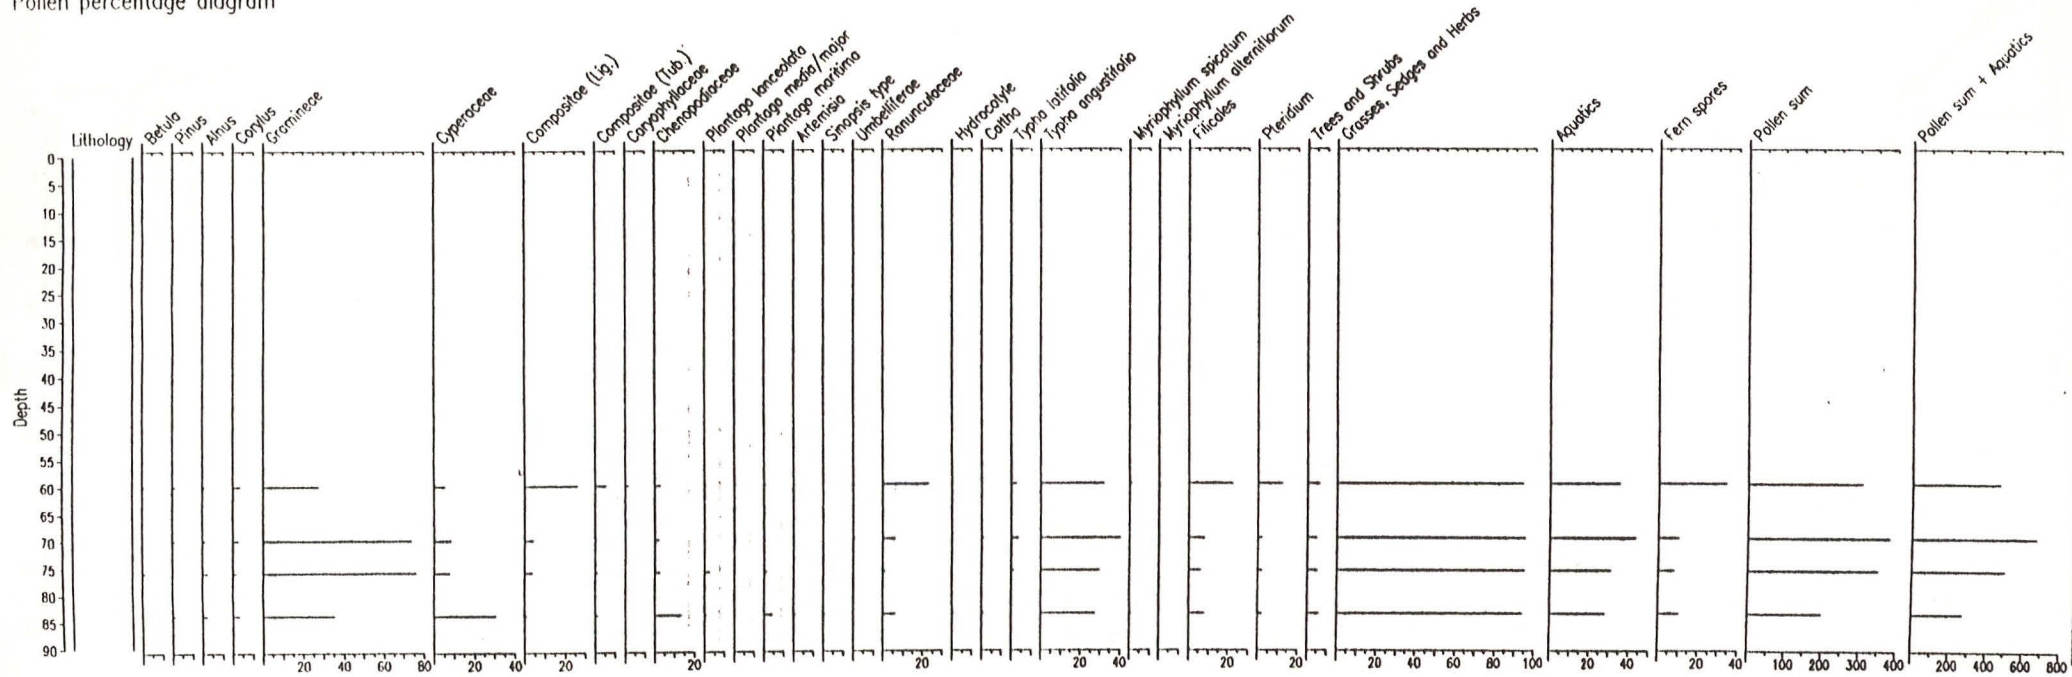 Pollen percentage diagram
Lithology
Betula
Pinus
Alnus
Corylus
Gramineae
Cyperaceae
Compositae (Lig.)
Compositae (Tub.)
Caryophyllaceae
Chenopodiaceae
Plantago lanceolata
Plantago media/major
Plantago maritima
Artemisia
Sinapsis type
Umbelliferae
Ranunculaceae
Hydrocotyle
Caltha
Typha latifolia
Typha angustifolia
Myriophyllum spicatum
Myriophyllum alterniflorum
Filicales
Pteridium
Trees and Shrubs
Grasses, Sedges and Herbs
Aquatics
Fern spores
Pollen sum
Pollen sum + Aquatics
Depth
0
5
10
15
20
25
30
35
40
45
50
55
60
65
70
75
80
85
90
20 40 60 80 20 40 20 20 20 20 40 20 20 20 40 60 80 100 20 40 20 40 100 200 300 400 200 400 600 800